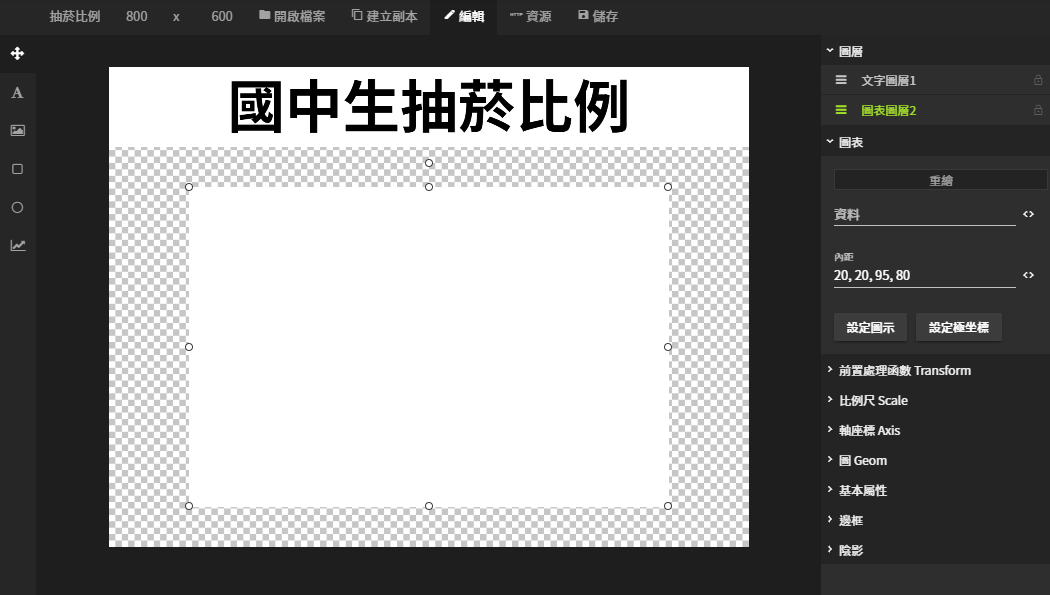 抽菸比例 800 x 600 開啟檔案 建立副本 編輯 HTTP 資源 儲存
A
國中生抽菸比例
圖層
文字圖層1
圖表圖層2
圖表
重繪
資料
內距
20, 20, 95, 80
設定圖示 設定極坐標
前置處理函數 Transform
比例尺 Scale
軸座標 Axis
圖 Geom
基本屬性
邊框
陰影